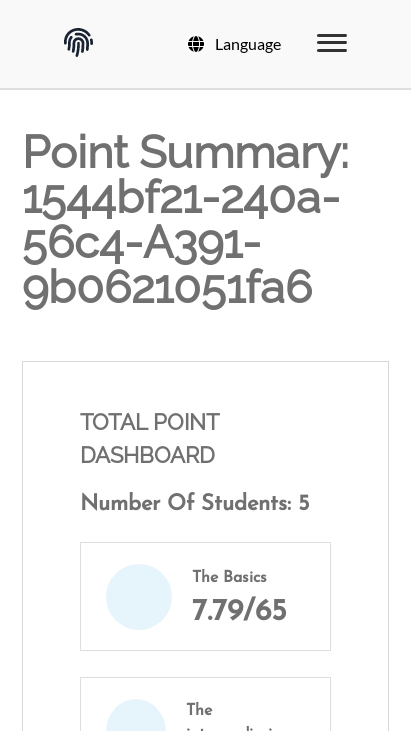 Language
Point Summary:
1544bf21-240a-
56c4-A391-
9b0621051fa6
TOTAL POINT
DASHBOARD
Number Of Students: 5
The Basics
7.79/65
The